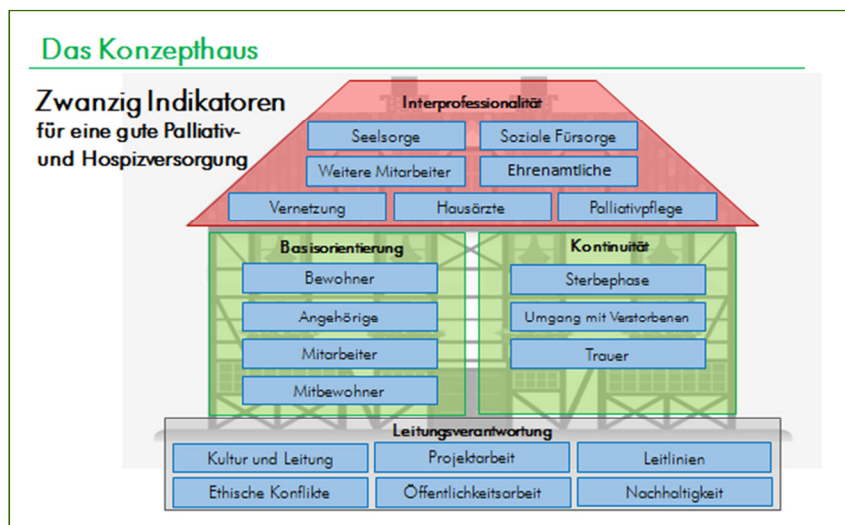 Das Konzepthaus
Zwanzig Indikatoren
für eine gute Palliativ-
und Hospizversorgung
Interprofessionalität
Seelsorge
Soziale Fürsorge
Weitere Mitarbeiter
Ehrenamtliche
Vernetzung
Hausärzte
Palliativpflege
Basisorientierung
Bewohner
Angehörige
Mitarbeiter
Mitbewohner
Kontinuität
Sterbephase
Umgang mit Verstorbenen
Trauer
Leitungsverantwortung
Kultur und Leitung
Projektarbeit
Leitlinien
Ethische Konflikte
Öffentlichkeitsarbeit
Nachhaltigkeit